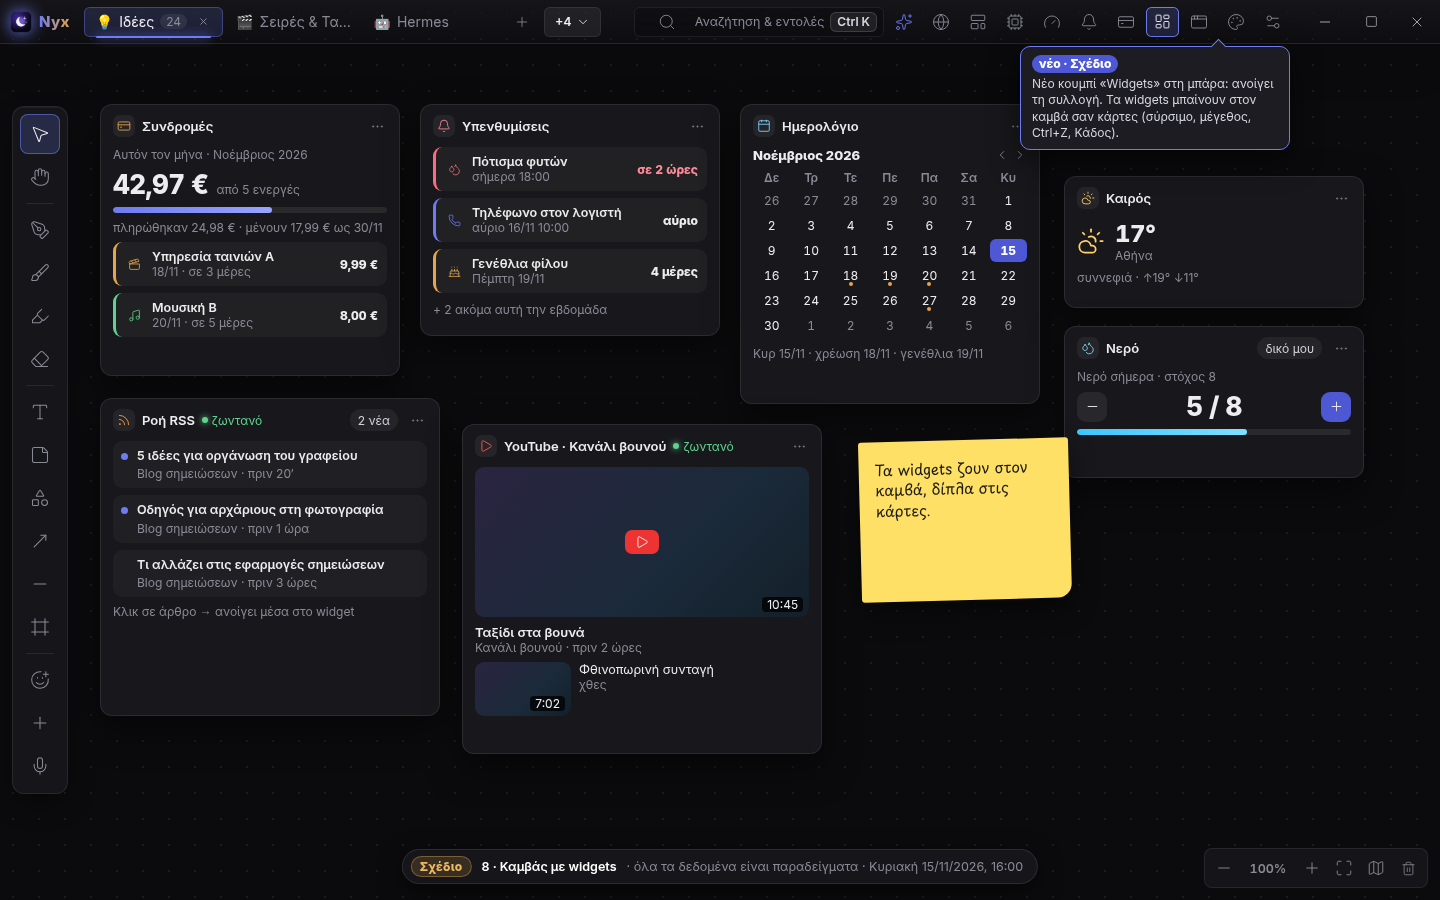 Nyx
💡 Ιδέες 24
🎬 Σειρές & Τα...
🤖 Hermes
+4
Αναζήτηση & εντολές Ctrl K
νέο · Σχέδιο
Νέο κουμπί «Widgets» στη μπάρα: ανοίγει
τη συλλογή. Τα widgets μπαίνουν στον
καμβά σαν κάρτες (σύρσιμο, μέγεθος,
Ctrl+Z, Κάδος).
Συνδρομές
Αυτόν τον μήνα · Νοέμβριος 2026
42,97 € από 5 ενεργές
πληρώθηκαν 24,98 € · μένουν 17,99 € ως 30/11
Υπηρεσία ταινιών Α
18/11 · σε 3 μέρες
9,99 €
Μουσική Β
20/11 · σε 5 μέρες
8,00 €
Υπενθυμίσεις
Πότισμα φυτών
σήμερα 18:00
σε 2 ώρες
Τηλέφωνο στον λογιστή
αύριο 16/11 10:00
αύριο
Γενέθλια φίλου
Πέμπτη 19/11
4 μέρες
+ 2 ακόμα αυτή την εβδομάδα
Ημερολόγιο
Νοέμβριος 2026
Δε Τρ Τε Πε Πα Σα Κυ
26 27 28 29 30 31 1
2 3 4 5 6 7 8
9 10 11 12 13 14 15
16 17 18 19 20 21 22
23 24 25 26 27 28 29
30 1 2 3 4 5 6
Κυρ 15/11 · χρέωση 18/11 · γενέθλια 19/11
Καιρός
17°
Αθήνα
συννεφιά · ↑19° ↓11°
Νερό
δικό μου
Νερό σήμερα · στόχος 8
5 / 8
Ροή RSS ζωντανό
2 νέα
5 ιδέες για οργάνωση του γραφείου
Blog σημειώσεων · πριν 20′
Οδηγός για αρχάριους στη φωτογραφία
Blog σημειώσεων · πριν 1 ώρα
Τι αλλάζει στις εφαρμογές σημειώσεων
Blog σημειώσεων · πριν 3 ώρες
Κλικ σε άρθρο → ανοίγει μέσα στο widget
YouTube · Κανάλι βουνού ζωντανό
10:45
Ταξίδι στα βουνά
Κανάλι βουνού · πριν 2 ώρες
7:02
Φθινοπωρινή συνταγή
χθες
Τα widgets ζουν στον
καμβά, δίπλα στις
κάρτες.
Σχέδιο 8 · Καμβάς με widgets · όλα τα δεδομένα είναι παραδείγματα · Κυριακή 15/11/2026, 16:00
100%